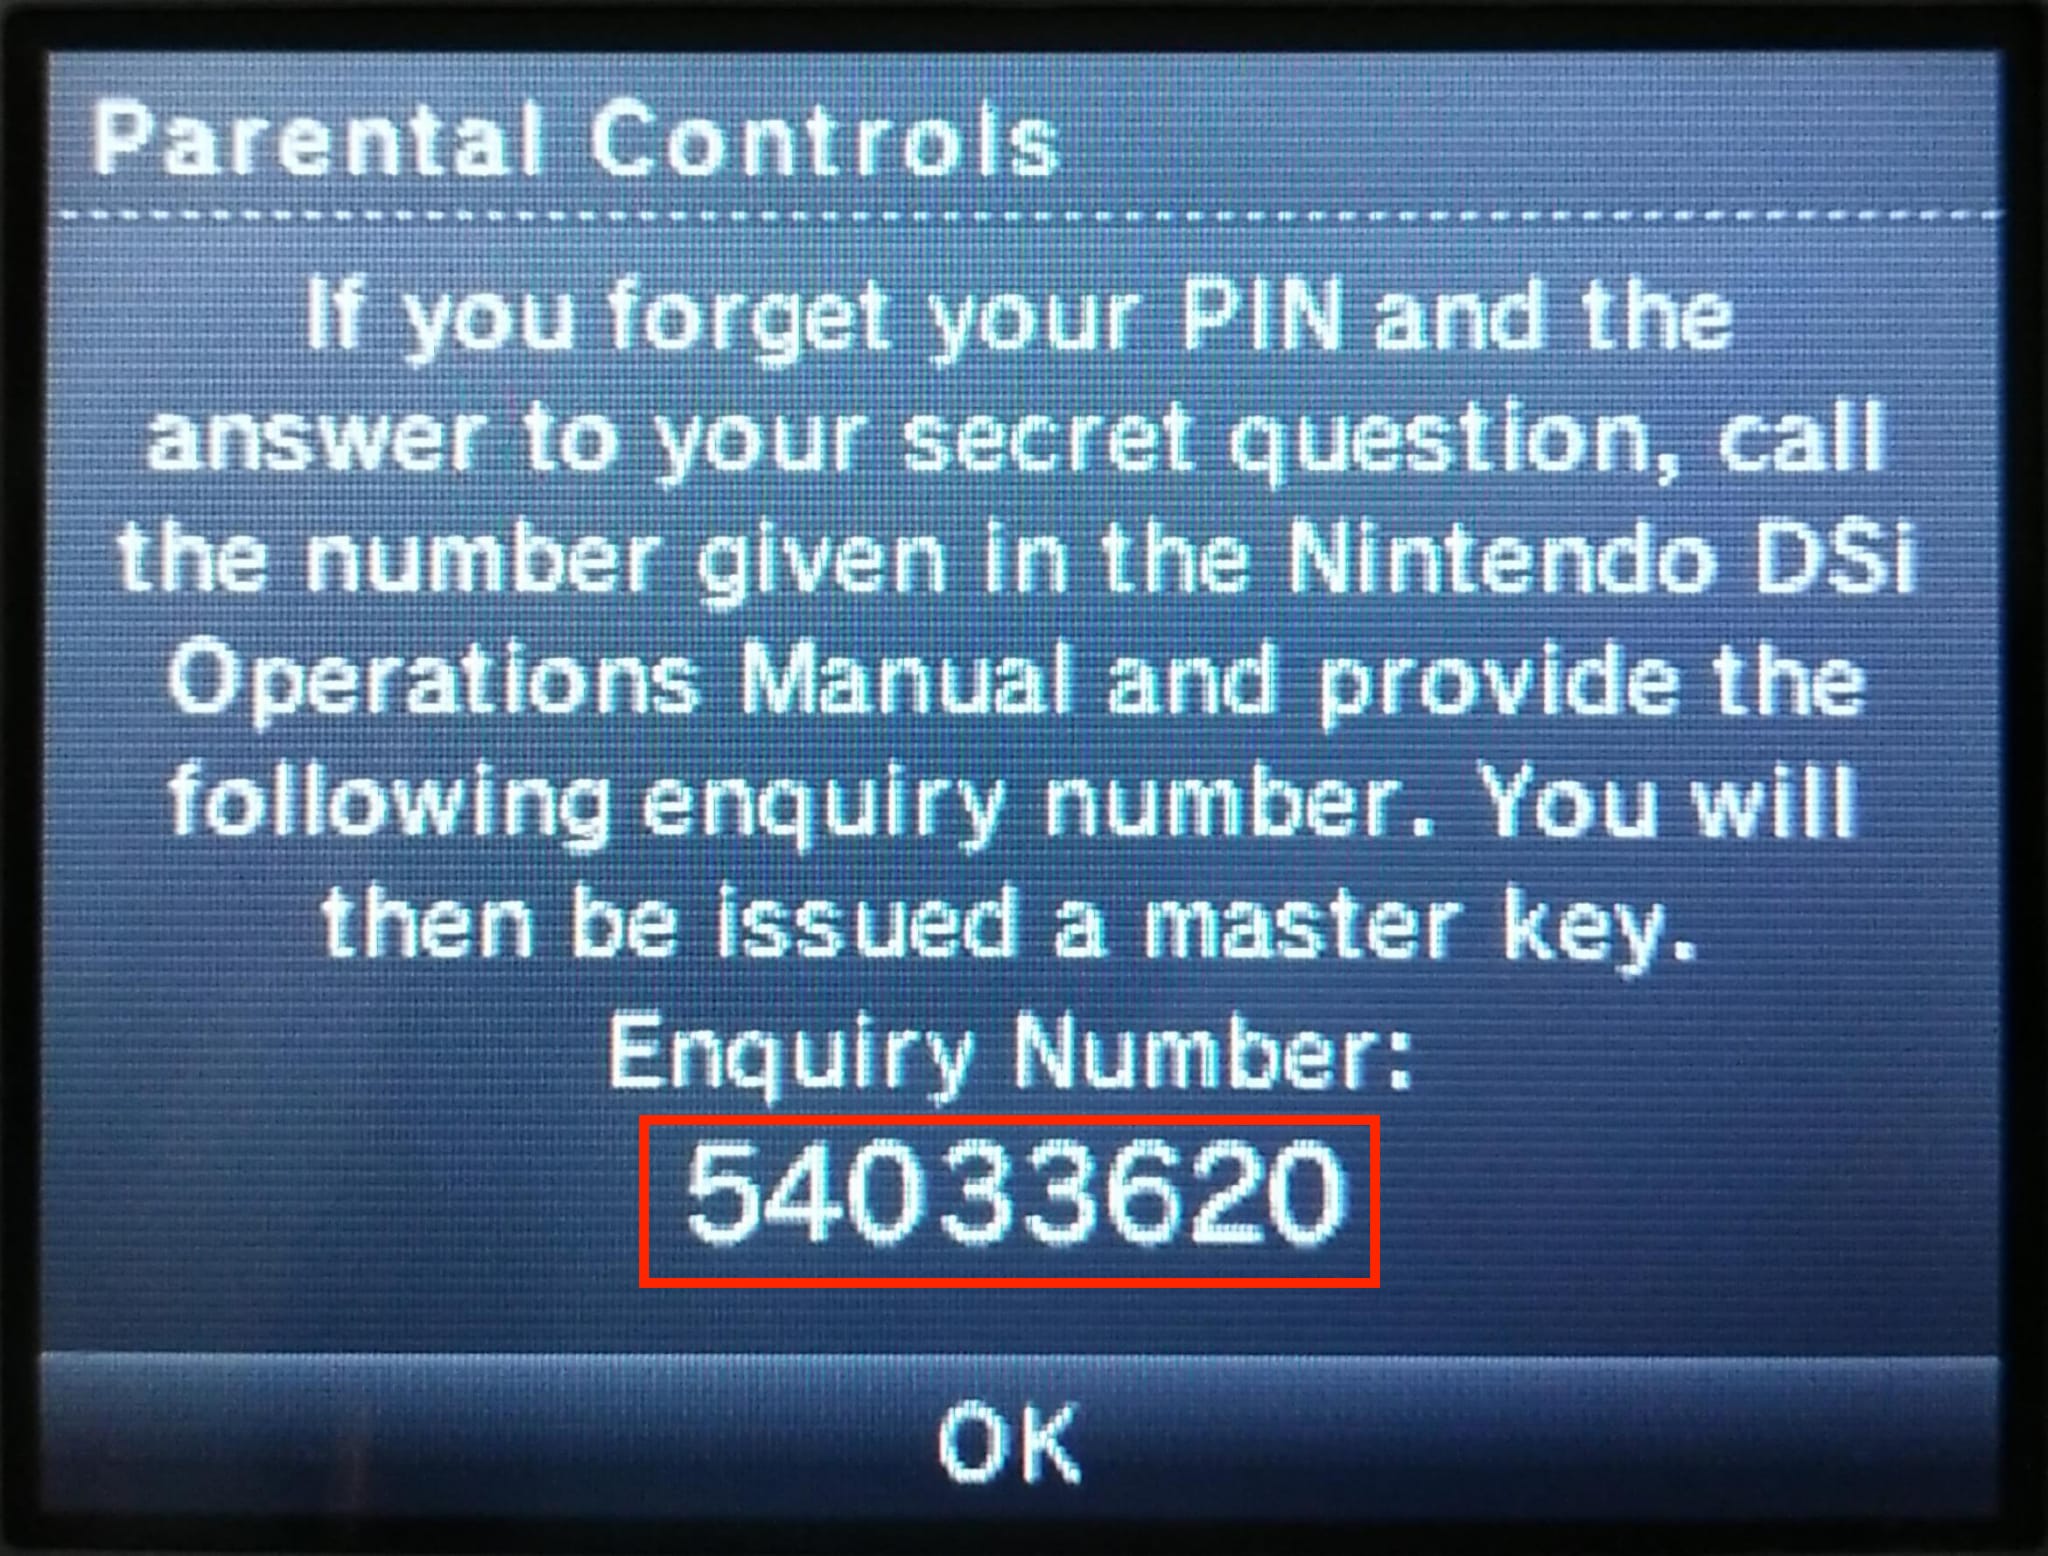 Parental Controls
If you forget your PIN and the
answer to your secret question, call
the number given in the Nintendo DSi
Operations Manual and provide the
following enquiry number. You will
then be issued a master key.
Enquiry Number:
54033620
OK